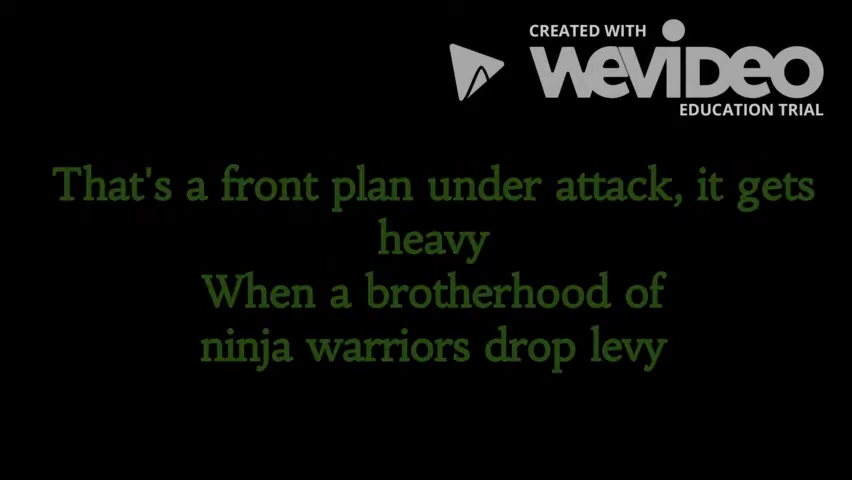 CREATED WITH
WEVIDEO
EDUCATION TRIAL
That's a front plan under attack, it gets
heavy
When a brotherhood of
ninja warriors drop levy